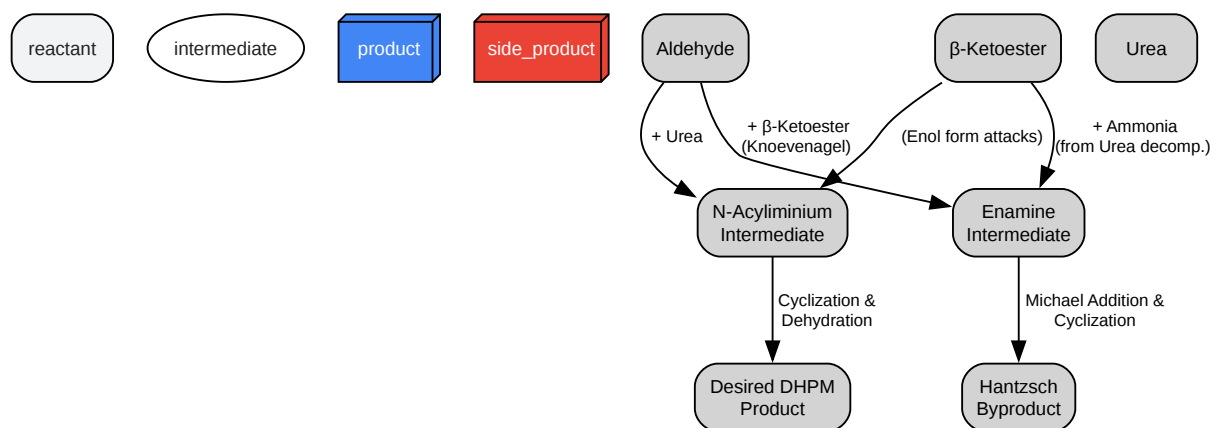 reactant
intermediate
product
side_product
Aldehyde
β-Ketoester
Urea
+ Urea
+ β-Ketoester
(Knoevenagel)
(Enol form attacks)
+ Ammonia
(from Urea decomp.)
N-Acyliminium
Intermediate
Enamine
Intermediate
Cyclization &
Dehydration
Michael Addition &
Cyclization
Desired DHPM
Product
Hantzsch
Byproduct